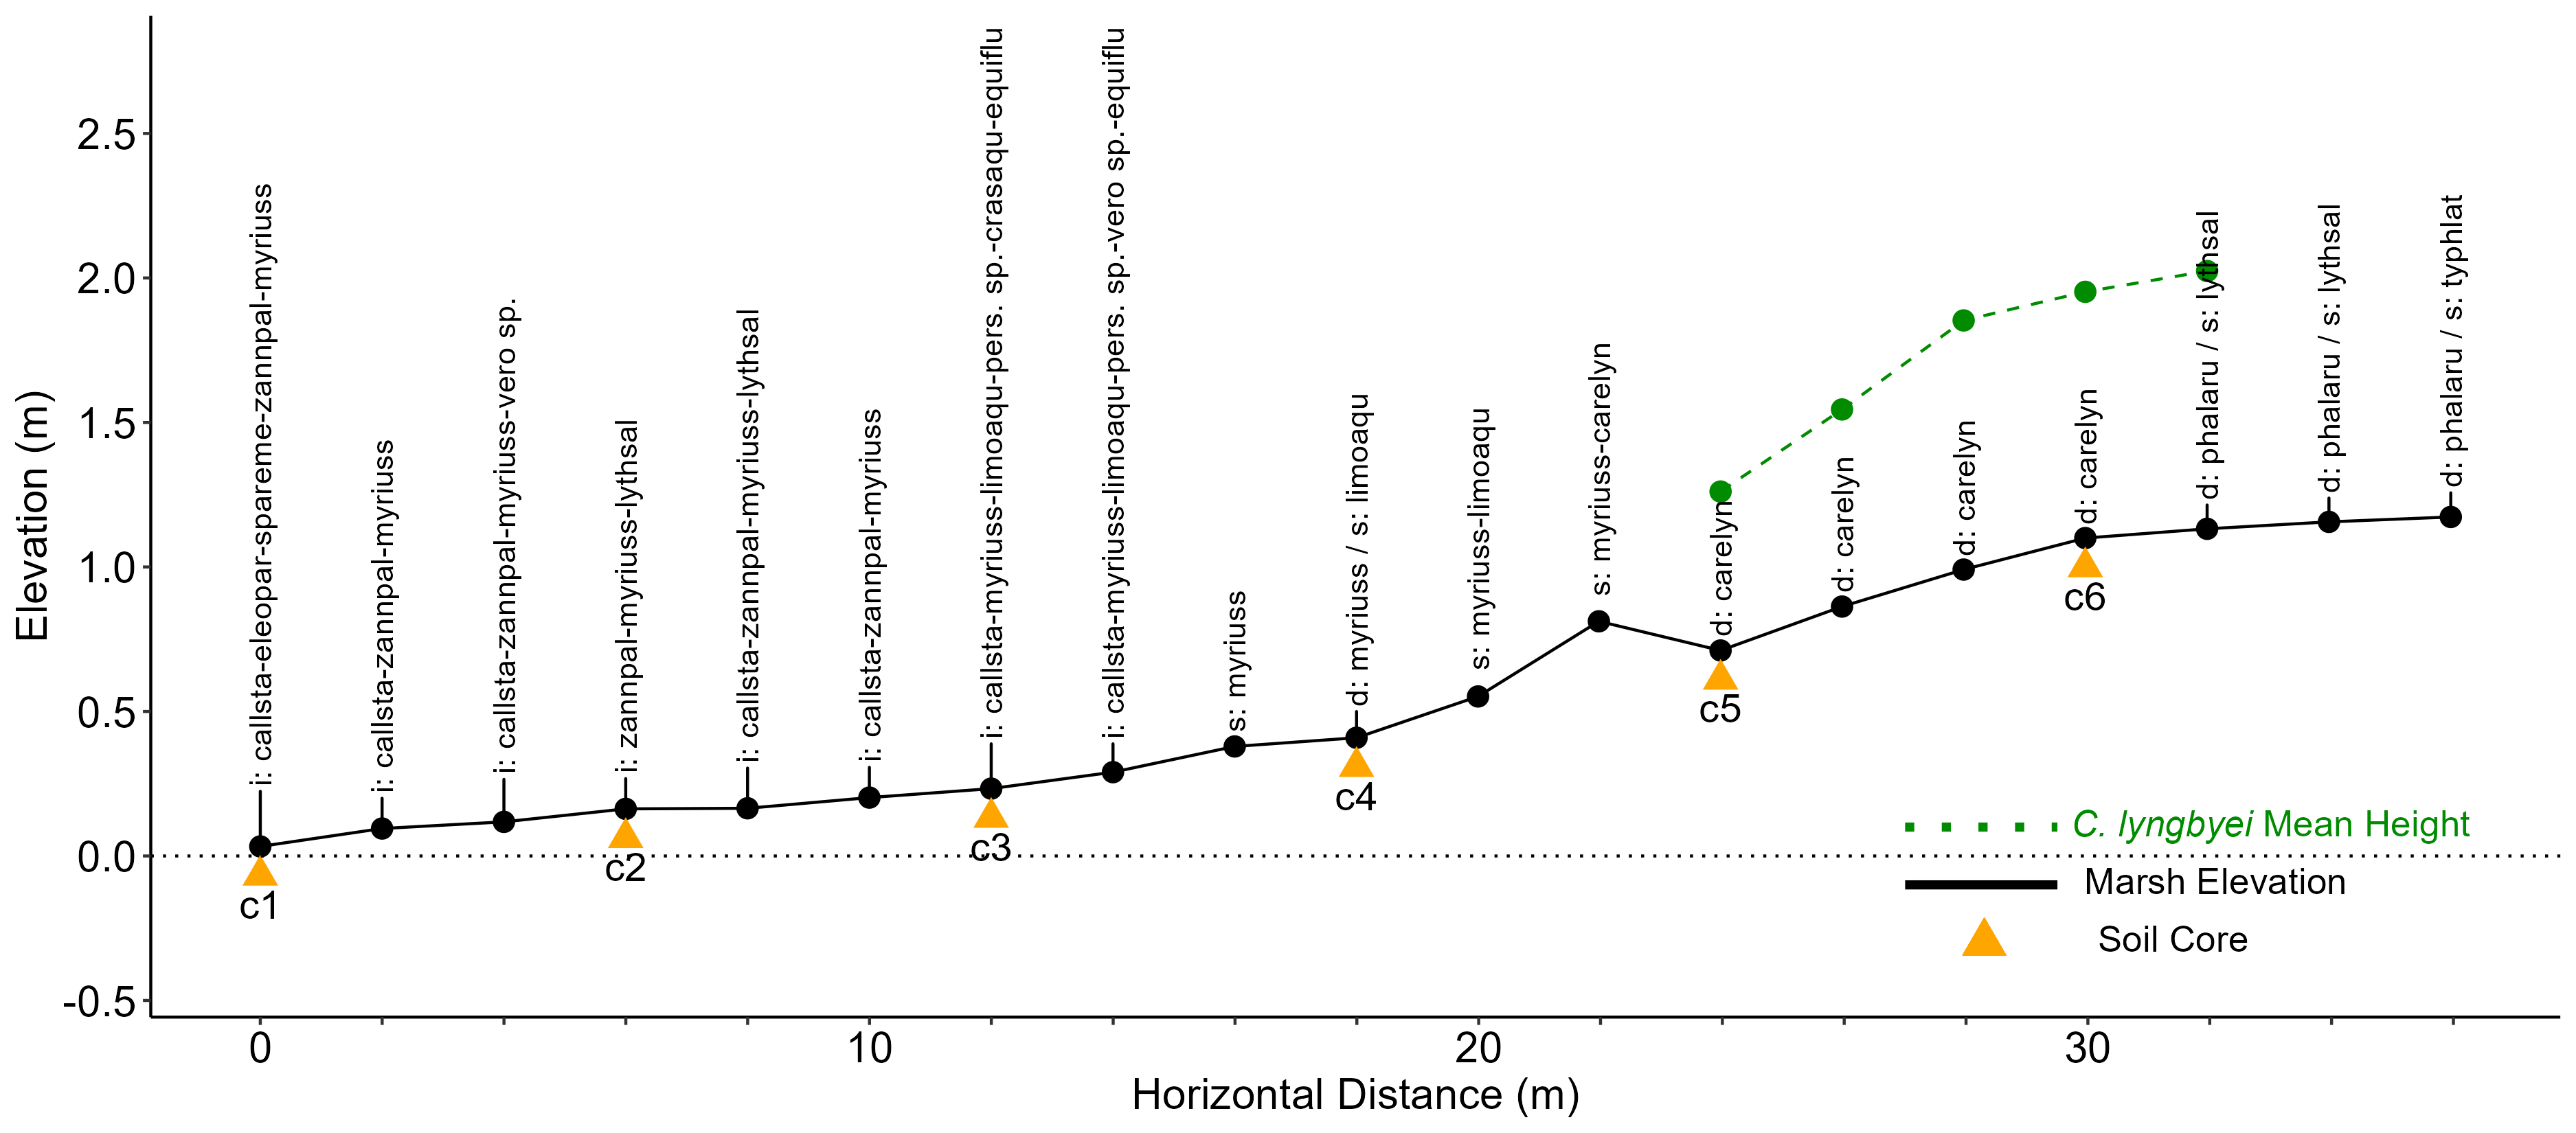 Elevation (m)
2.5
2.0
1.5
1.0
0.5
0.0
-0.5
i: callsta-eleopar-spareme-zannpal-myriuss
i: callsta-zannpal-myriuss
i: callsta-zannpal-myriuss-vero sp.
i: zannpal-myriuss-lythsal
i: callsta-zannpal-myriuss-lythsal
i: callsta-zannpal-myriuss
i: callsta-myriuss-limoaqu-pers. sp.-crasaqu-equiflu
i: callsta-myriuss-limoaqu-pers. sp.-vero sp.-equiflu
s: myriuss
d: myriuss / s: limoaqu
s: myriuss-limoaqu
s: myriuss-carelyn
d: carelyn
d: carelyn
d: carelyn
d: carelyn
d: phalaru / s: lythsal
d: phalaru / s: lythsal
d: phalaru / s: typhlat
c1
c2
c3
c4
c5
c6
C. lyngbyei Mean Height
Marsh Elevation
Soil Core
0
10
20
30
Horizontal Distance (m)